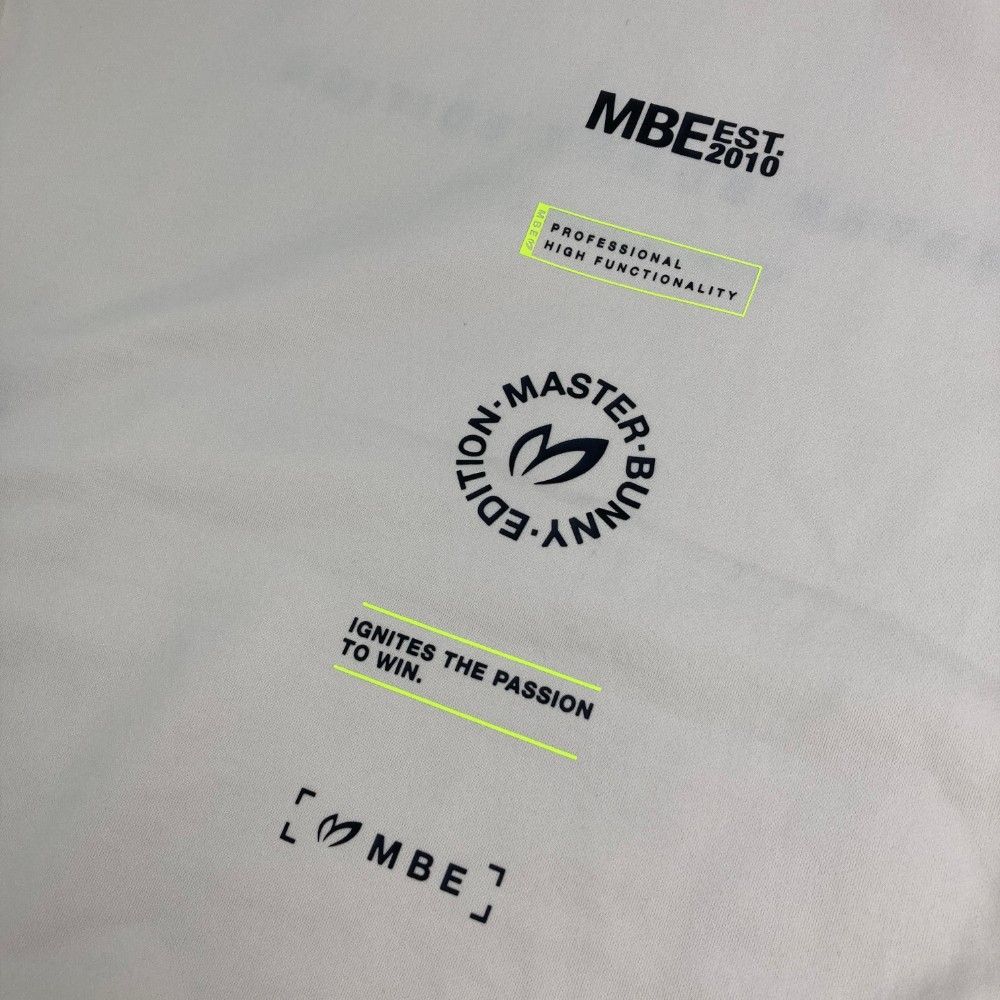 MBE EST.
2010
MBE
PROFESSIONAL
HIGH FUNCTIONALITY
MASTER·BUNNY·EDITION·
IGNITES THE PASSION
TO WIN.
MBE